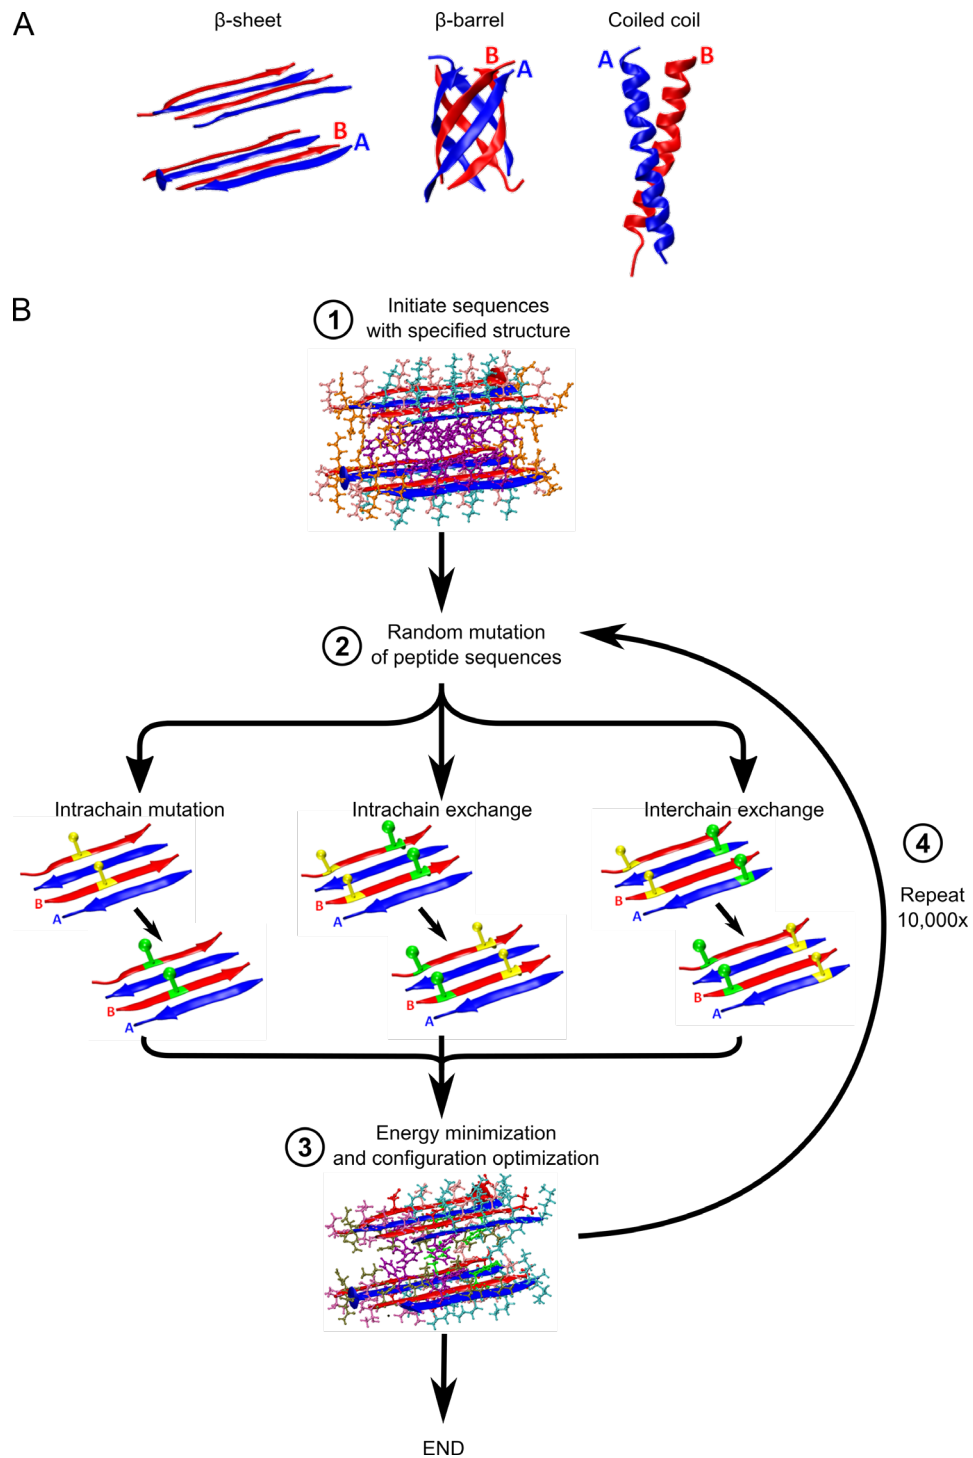 A
β-sheet
β-barrel
Coiled coil
B
A
B
A
A
B
B
1
Initiate sequences
with specified structure
2
Random mutation
of peptide sequences
Intrachain mutation
Intrachain exchange
Interchain exchange
B
A
B
A
B
A
B
A
B
A
B
A
4
Repeat
10,000x
3
Energy minimization
and configuration optimization
END